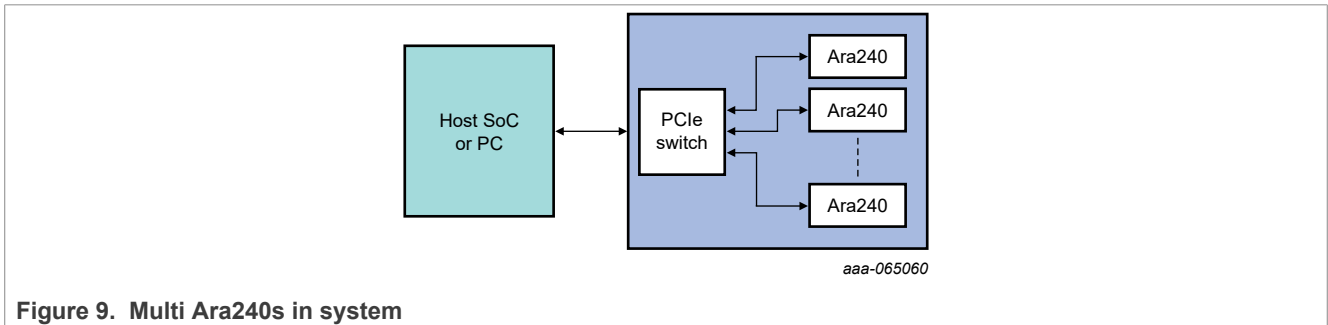 Host SoC
or PC
PCIe
switch
Ara240
Ara240
Ara240
aaa-065060
Figure 9. Multi Ara240s in system